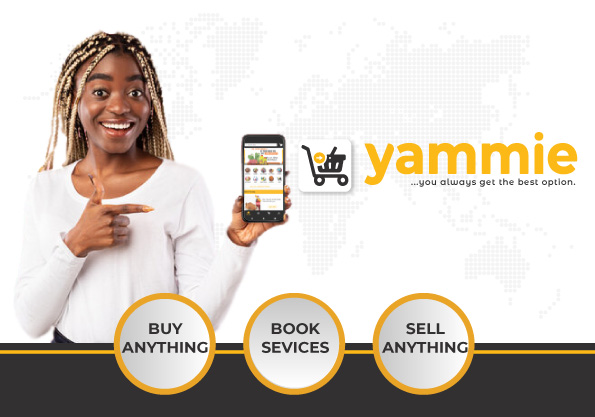 yammie
...you always get the best option.
BUY
ANYTHING
BOOK
SEVICES
SELL
ANYTHING